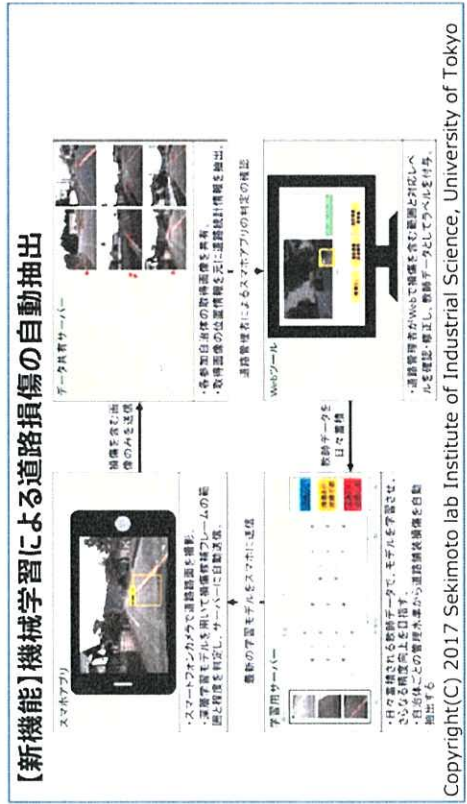 【新機能】機械学習による道路損傷の自動抽出
スマホアプリ
・スマートフォンカメラで道路路面を撮影。
・深層学習モデルを用いて損傷候補フレームの範
囲と程度を判定し、サーバーに自動送信。
損傷を含む画
像のみを送信
データ共有サーバー
・各参加自治体の取得画像を共有。
・取得画像の位置情報を元に道路統計情報を抽出。
最新の学習モデルをスマホに送信
道路管理者によるスマホアプリの判定の確認
学習用サーバー
・日々蓄積される教師データで、モデルを学習させ、
さらなる精度向上を目指す。
・自治体ごとの管理水準から道路舗装損傷を自動
抽出する
教師データを
日々蓄積
Webツール
・道路管理者がWebで損傷を含む範囲と対応レベ
ルを確認・修正し、教師データとしてラベルを付与。
Copyright(C) 2017 Sekimoto lab Institute of Industrial Science, University of Tokyo